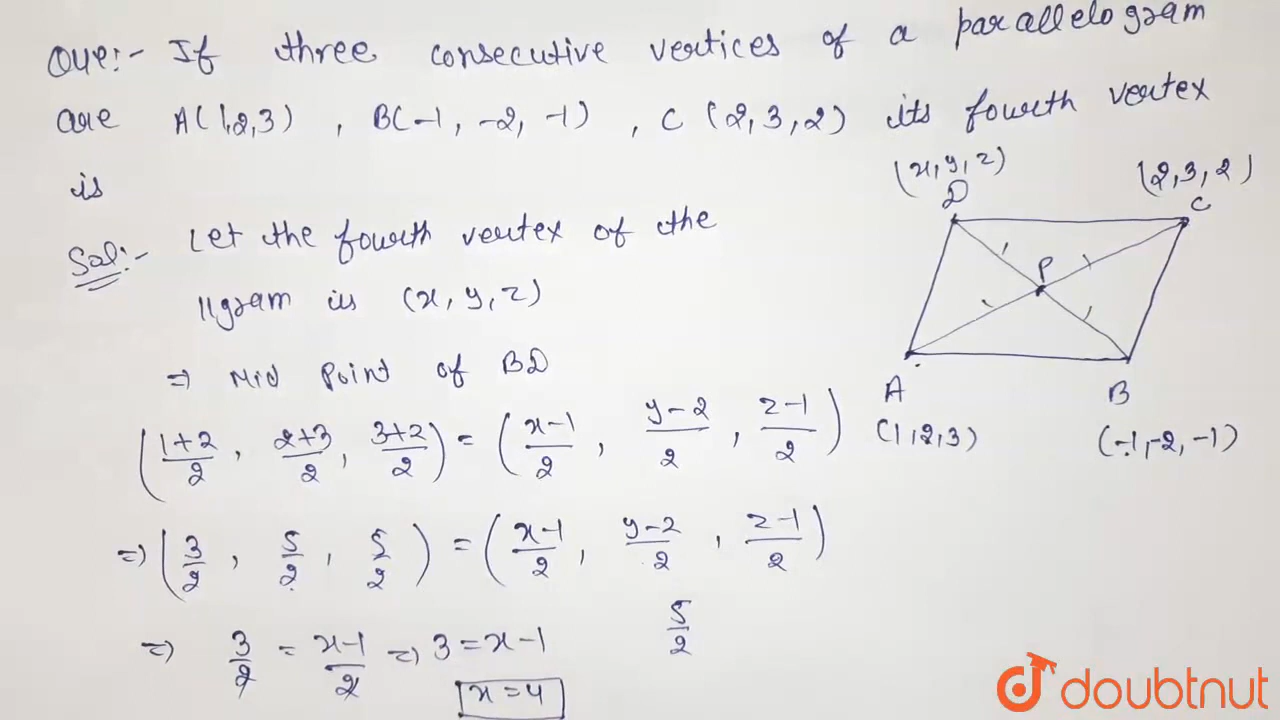 Que:- If three consecutive vertices of a parallelogram
are A(1,2,3) , B(-1, -2, -1) , C (2,3,2) its fourth vertex
is
(x,y,z)
D
(2,3,2)
C
Sol:- Let the fourth vertex of the
||gram is (x, y, z)
P
⇒ Mid Point of BD
A
B
(1,2,3)
(-1,-2,-1)
(1+2/2, 2+3/2, 3+2/2) = (x-1/2, y-2/2, z-1/2)
⇒ (3/2, 5/2, 5/2) = (x-1/2, y-2/2, z-1/2)
5/2
⇒ 3/2 = x-1/2 ⇒ 3 = x-1
x = 4
doubtnut